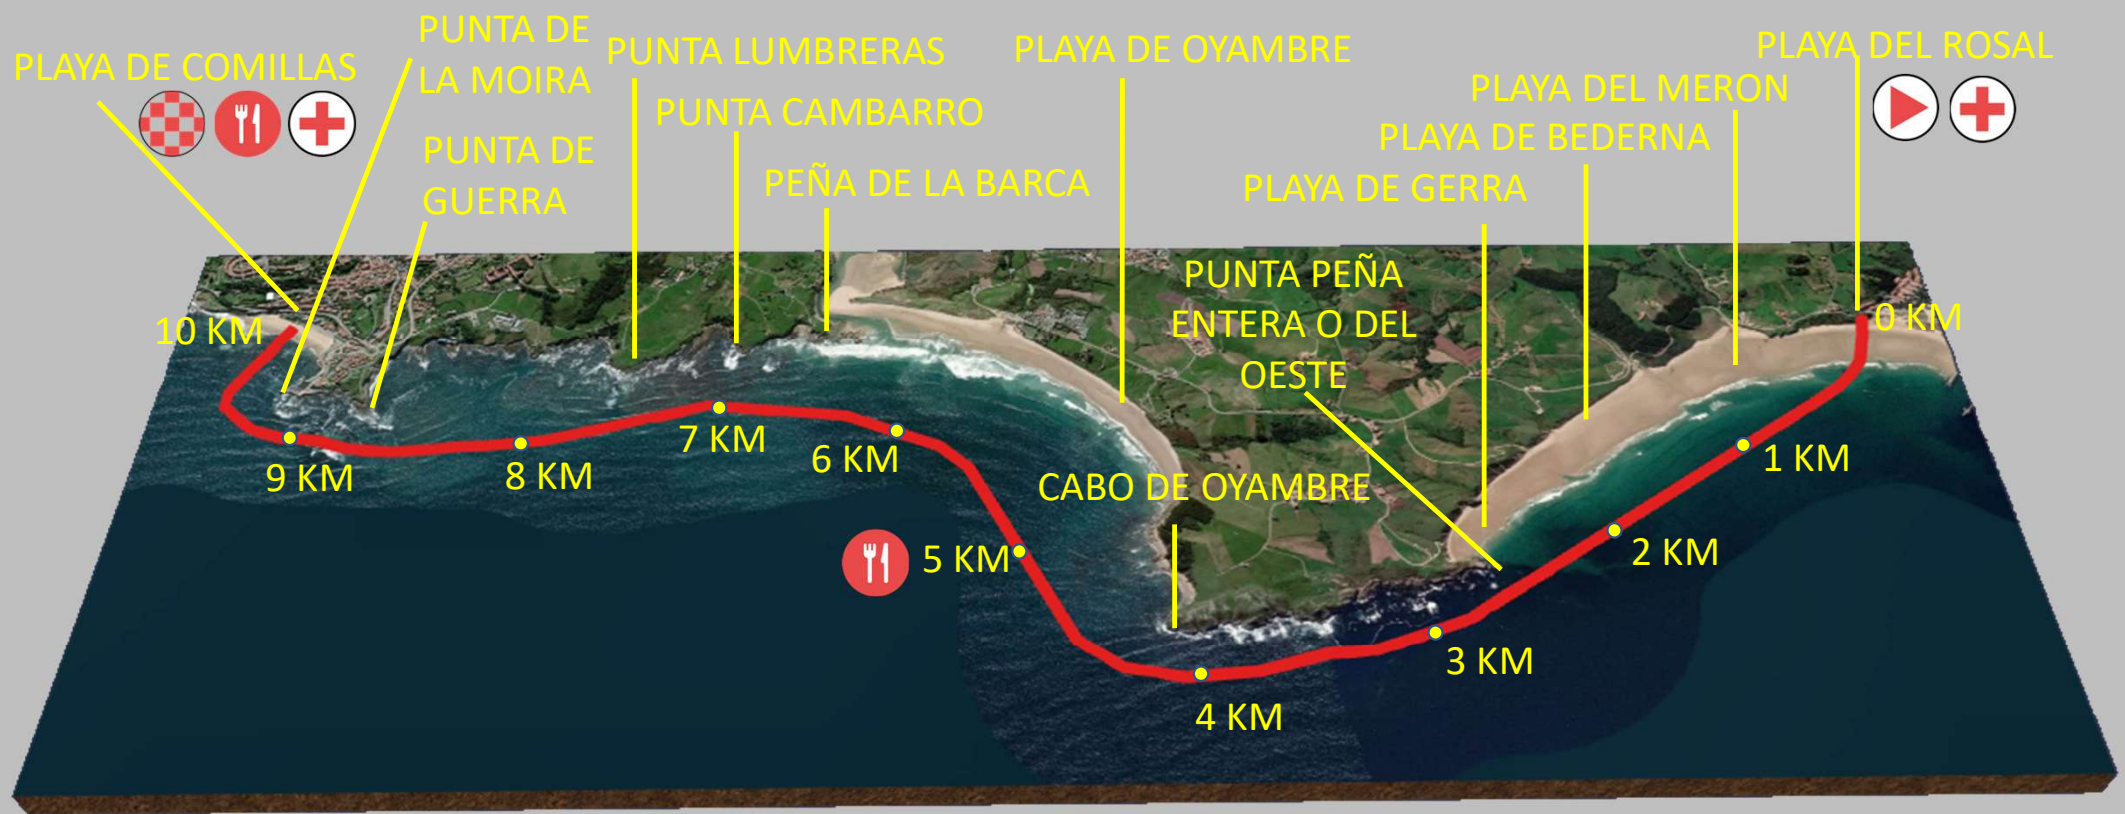 PLAYA DE COMILLAS
PUNTA DE
LA MOIRA
PUNTA DE
GUERRA
PUNTA LUMBRERAS
PUNTA CAMBARRO
PEÑA DE LA BARCA
PLAYA DE OYAMBRE
PLAYA DEL ROSAL
PLAYA DEL MERON
PLAYA DE BEDERNA
PLAYA DE GERRA
PUNTA PEÑA
ENTERA O DEL
OESTE
CABO DE OYAMBRE
10 KM
9 KM
8 KM
7 KM
6 KM
5 KM
4 KM
3 KM
2 KM
1 KM
0 KM